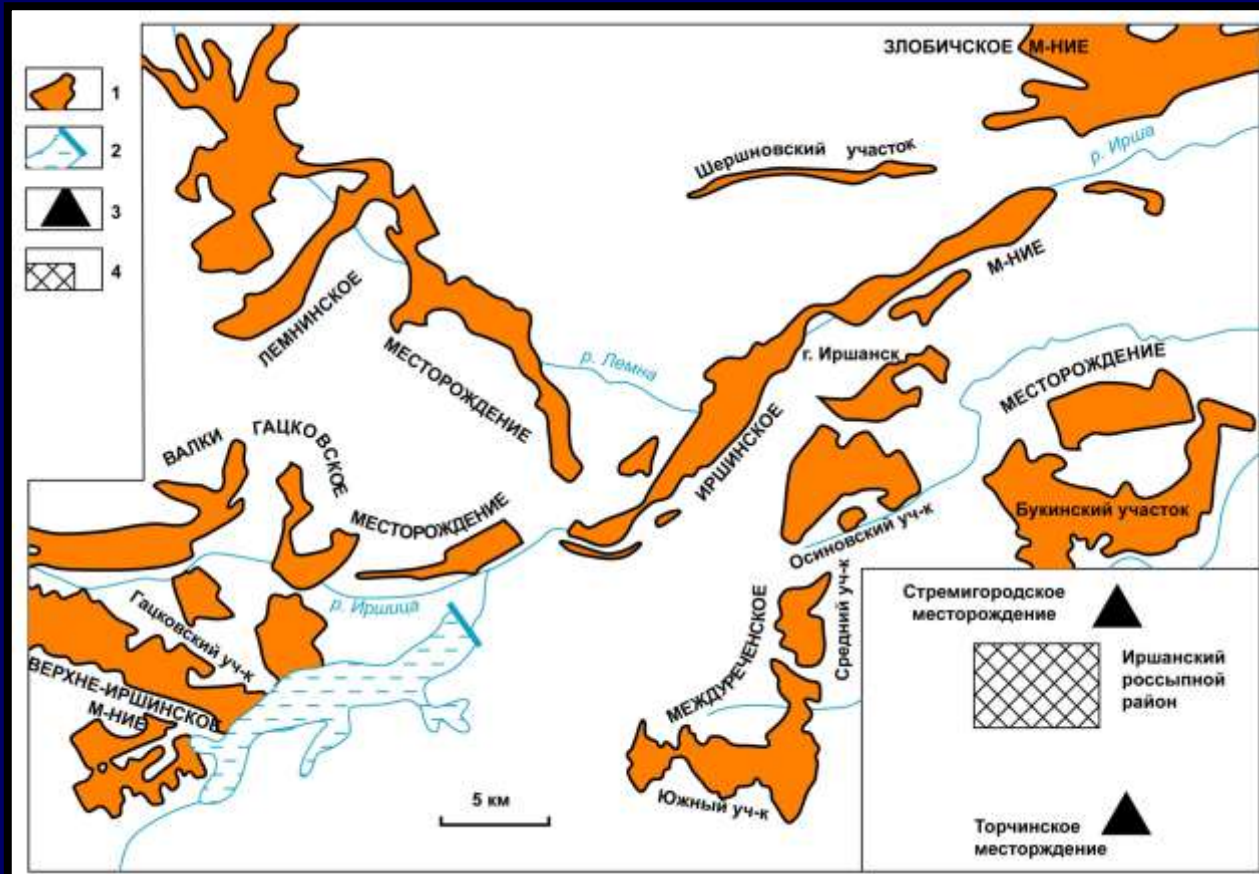 ЗЛОБИЧСКОЕ М-НИЕ
1
2
3
4
Шершновский участок
р. Ирша
М-НИЕ
ЛЕМНИНСКОЕ
МЕСТОРОЖДЕНИЕ
р. Лемна
г. Иршанск
ИРШИНСКОЕ
МЕСТОРОЖДЕНИЕ
ВАЛКИ
ГАЦКОВСКОЕ
МЕСТОРОЖДЕНИЕ
Букинский участок
Осиновский уч-к
р. Иршица
Гацковский уч-к
ВЕРХНЕ-ИРШИНСКОЕ
М-НИЕ
МЕЖДУРЕЧЕНСКОЕ
Средний уч-к
Южный уч-к
5 км
Стремигородское
месторождение
Иршанский
россыпной
район
Торчинское
месторждение